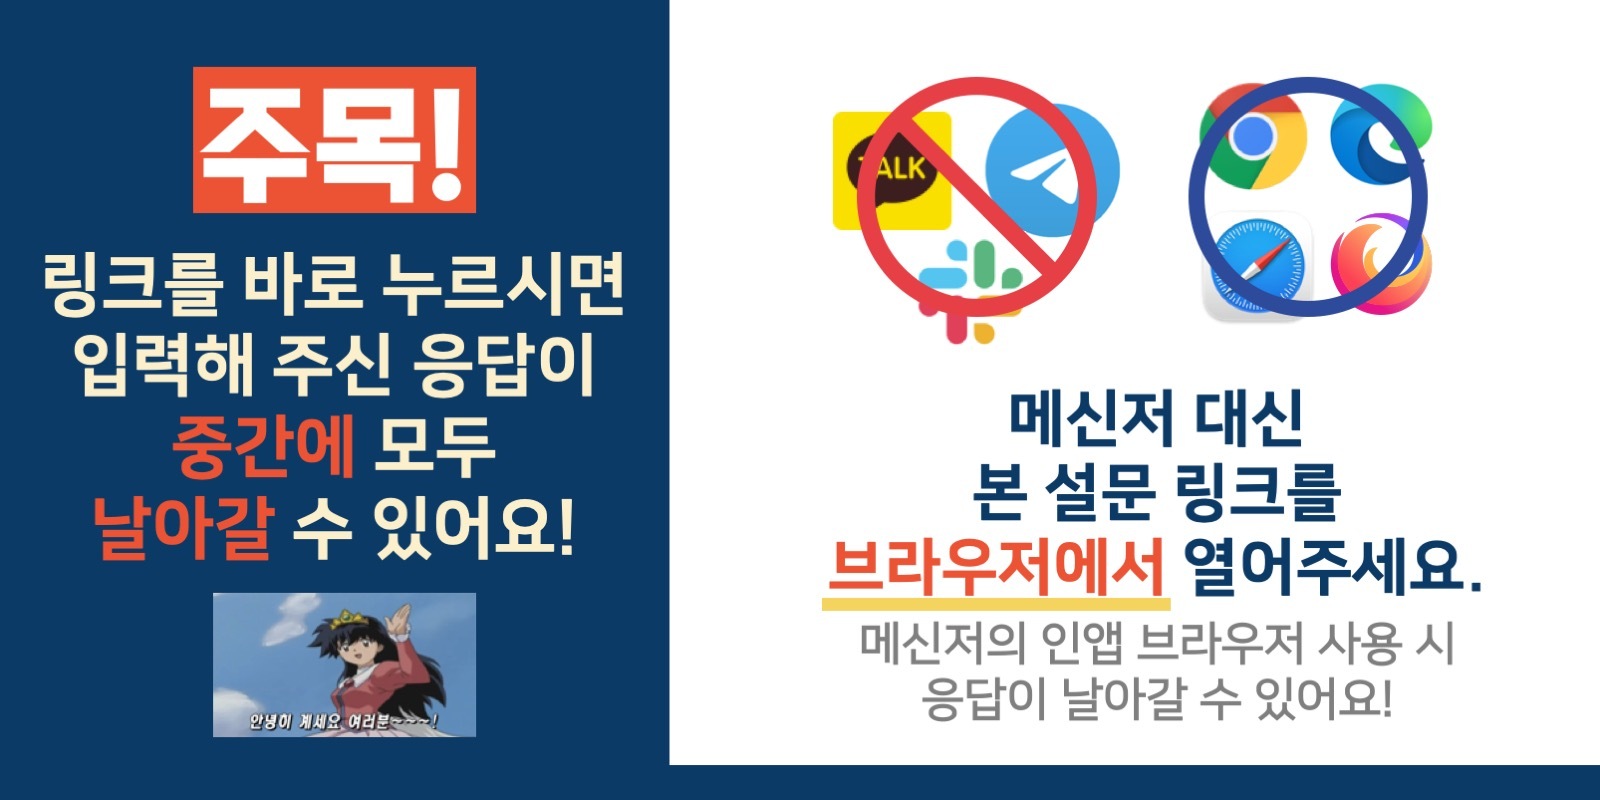 주목!
링크를 바로 누르시면
입력해 주신 응답이
중간에 모두
날아갈 수 있어요!
안녕히 계세요 여러분~~~!
TALK
메신저 대신
본 설문 링크를
브라우저에서 열어주세요.
메신저의 인앱 브라우저 사용 시
응답이 날아갈 수 있어요!